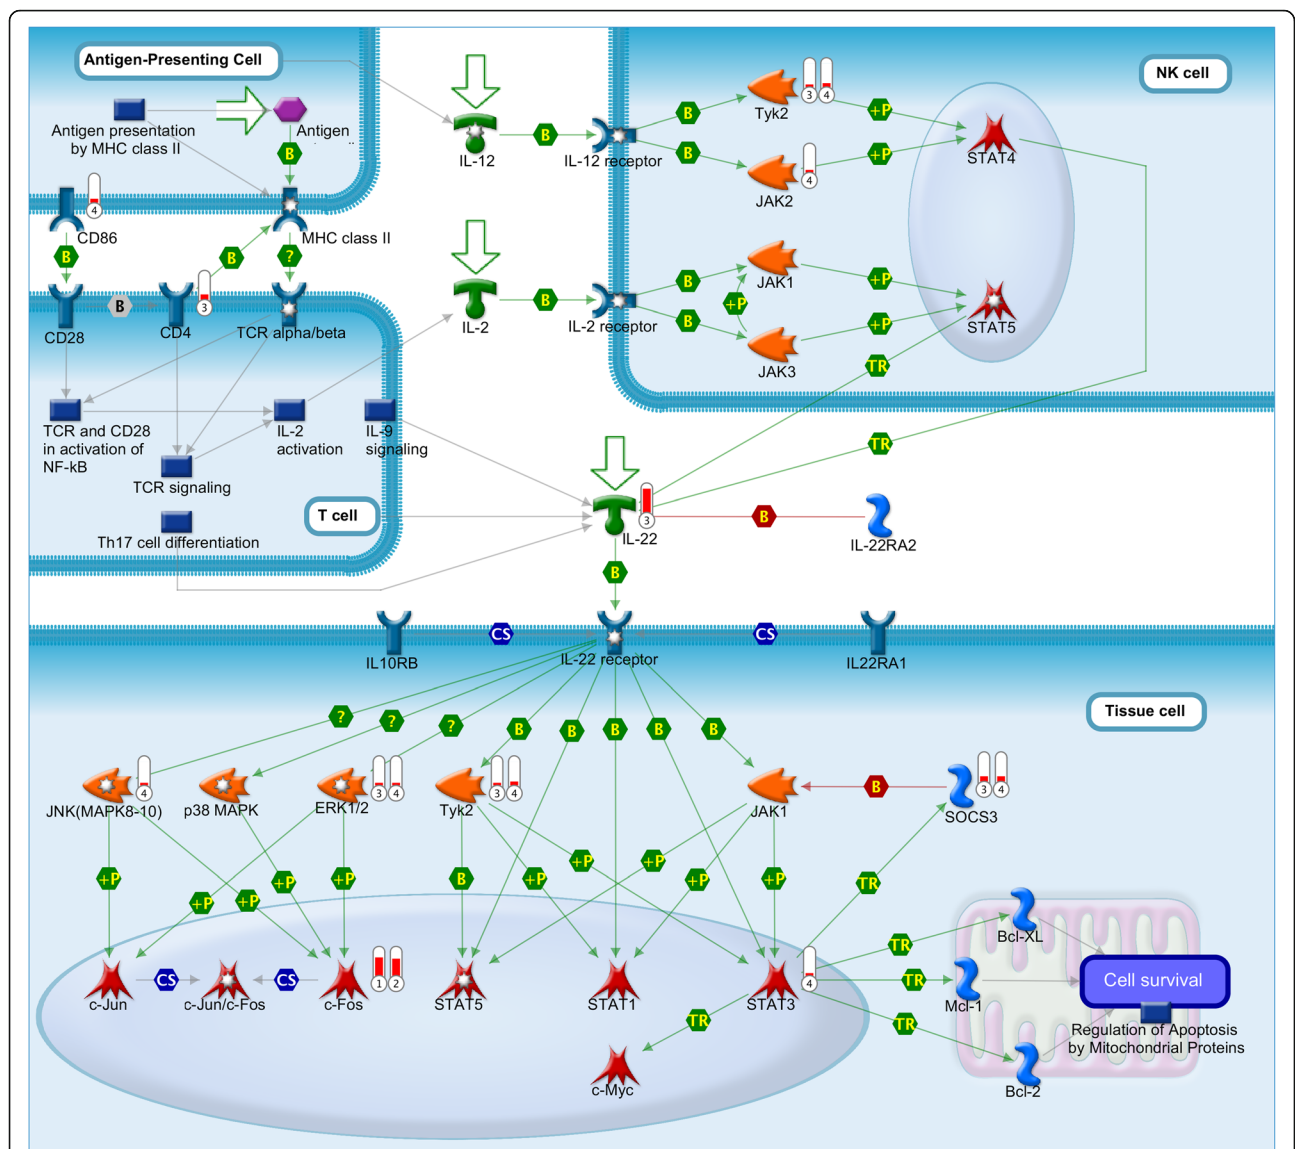 Antigen-Presenting Cell
NK cell
Antigen presentation
by MHC class II
Antigen
B
IL-12
B
IL-12 receptor
B
B
Tyk2
3
4
+P
JAK2
4
+P
STAT4
CD86
4
MHC class II
B
B
?
CD28
B
CD4
3
TCR alpha/beta
IL-2
B
IL-2 receptor
B
B
+P
JAK1
+P
JAK3
+P
STAT5
TR
TR
TCR and CD28
in activation of
NF-kB
IL-2
activation
IL-9
signaling
TCR signaling
Th17 cell differentiation
T cell
IL-22
3
B
IL-22RA2
B
IL10RB
CS
IL-22 receptor
CS
IL22RA1
Tissue cell
?
?
?
B
B
B
B
B
JNK(MAPK8-10)
4
p38 MAPK
ERK1/2
3
4
Tyk2
3
4
JAK1
B
SOCS3
3
4
+P
+P
+P
+P
+P
B
+P
+P
+P
+P
+P
TR
c-Jun
CS
c-Jun/c-Fos
CS
c-Fos
1
2
STAT5
STAT1
STAT3
4
TR
TR
TR
TR
c-Myc
Bcl-XL
Mcl-1
Bcl-2
Cell survival
Regulation of Apoptosis
by Mitochondrial Proteins